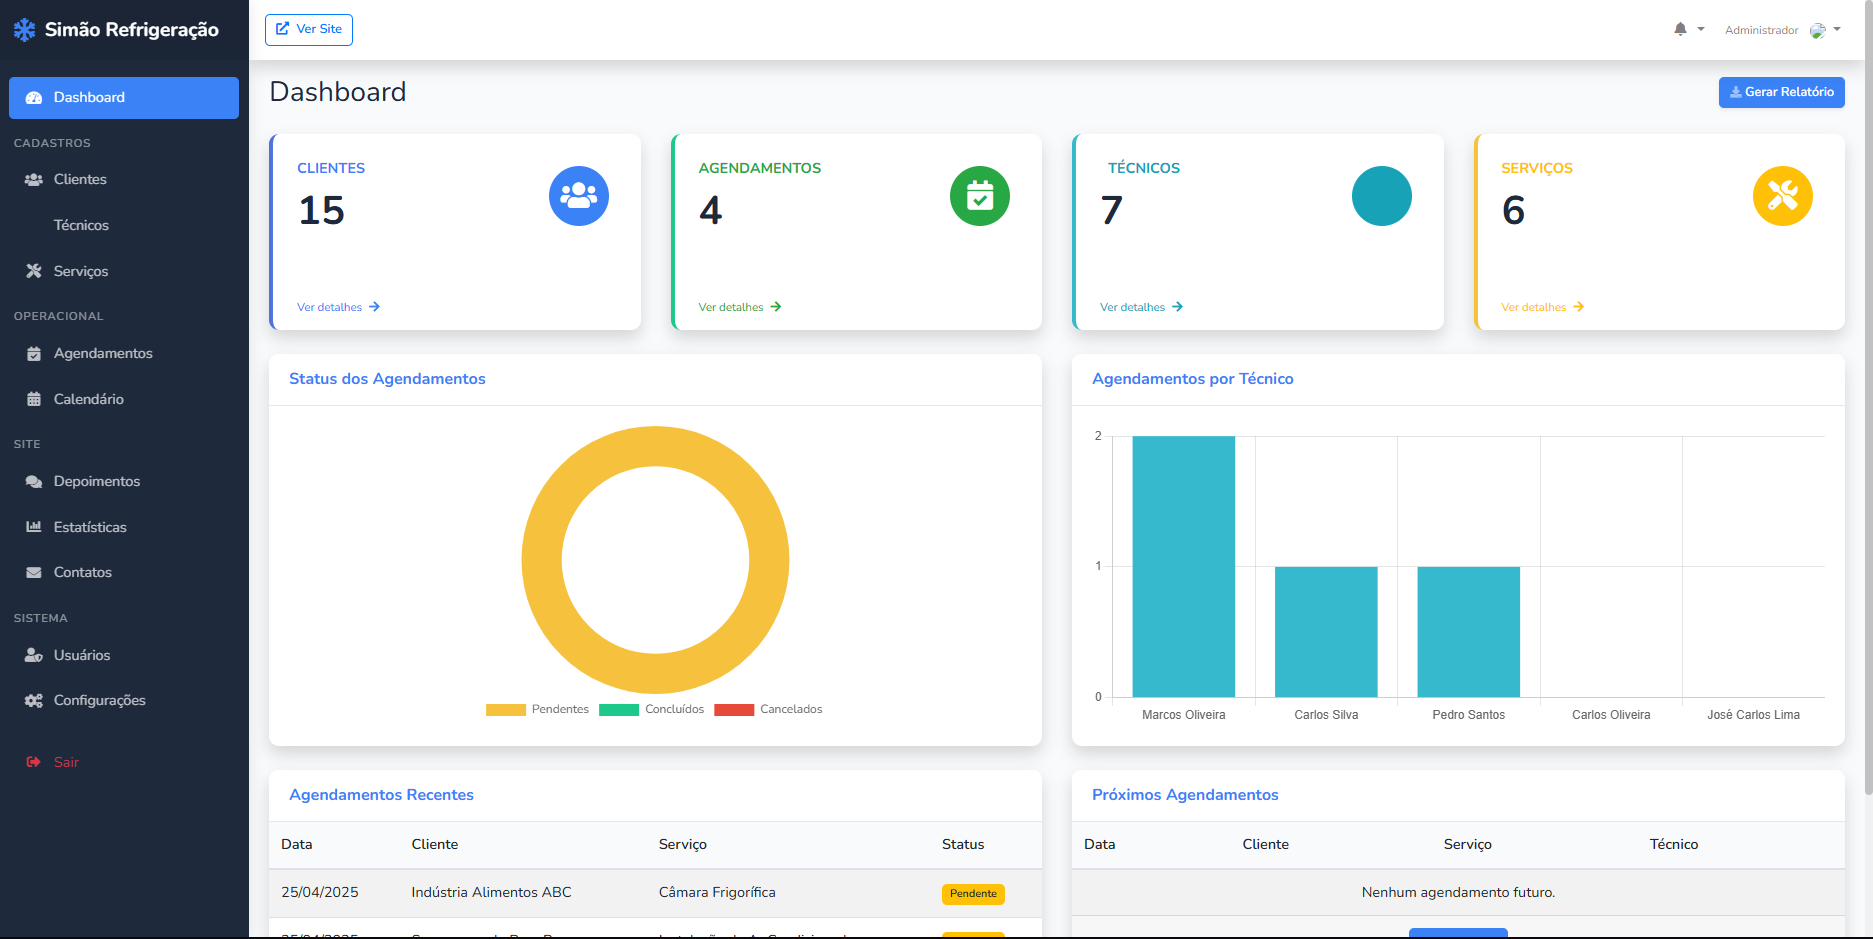 Simão Refrigeração
Ver Site
Administrador
Dashboard
CADASTROS
Clientes
Técnicos
Serviços
OPERACIONAL
Agendamentos
Calendário
SITE
Depoimentos
Estatísticas
Contatos
SISTEMA
Usuários
Configurações
Sair
Dashboard
Gerar Relatório
CLIENTES
15
Ver detalhes
AGENDAMENTOS
4
Ver detalhes
TÉCNICOS
7
Ver detalhes
SERVIÇOS
6
Ver detalhes
Status dos Agendamentos
Pendentes Concluídos Cancelados
Agendamentos por Técnico
2
1
0
Marcos Oliveira Carlos Silva Pedro Santos Carlos Oliveira José Carlos Lima
Agendamentos Recentes
Data Cliente Serviço Status
25/04/2025 Indústria Alimentos ABC Câmara Frigorífica Pendente
Próximos Agendamentos
Data Cliente Serviço Técnico
Nenhum agendamento futuro.